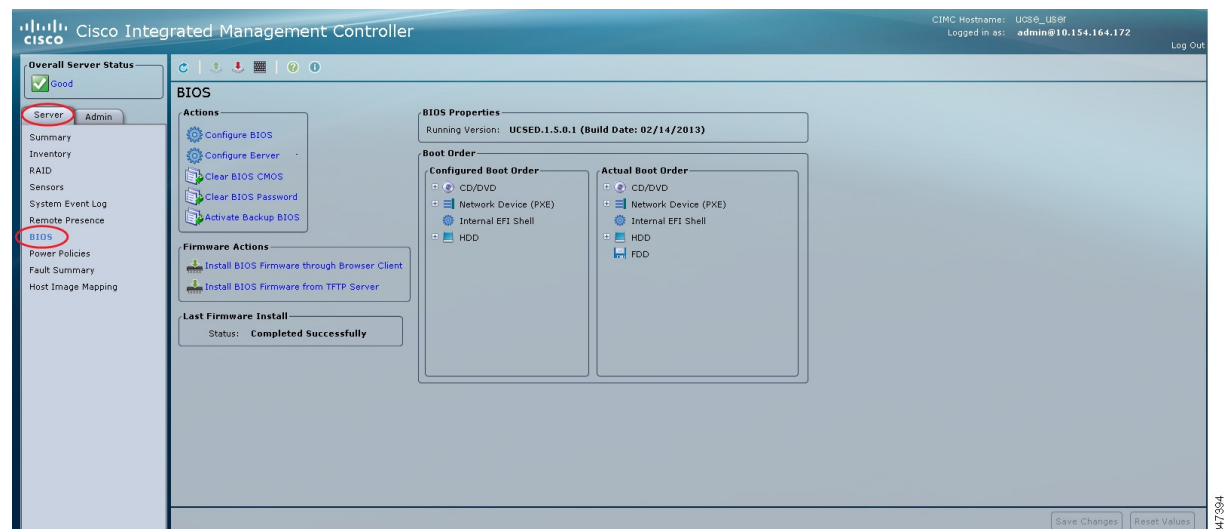 CISCO
Cisco Integrated Management Controller
CIMC Hostname: ucse_user
Logged in as: admin@10.154.164.172
Log Out
Overall Server Status
Good
Server
Admin
Summary
Inventory
RAID
Sensors
System Event Log
Remote Presence
BIOS
Power Policies
Fault Summary
Host Image Mapping
BIOS
Actions
Configure BIOS
Configure Server
Clear BIOS CMOS
Clear BIOS Password
Activate Backup BIOS
Firmware Actions
Install BIOS Firmware through Browser Client
Install BIOS Firmware from TFTP Server
Last Firmware Install
Status: Completed Successfully
BIOS Properties
Running Version: UCSED.1.5.0.1 (Build Date: 02/14/2013)
Boot Order
Configured Boot Order
CD/DVD
Network Device (PXE)
Internal EFI Shell
HDD
Actual Boot Order
CD/DVD
Network Device (PXE)
Internal EFI Shell
HDD
FDD
Save Changes
Reset Values